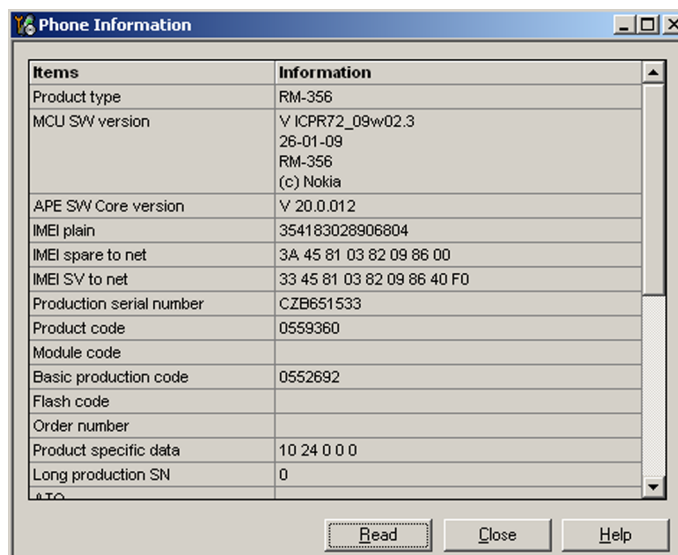 Phone Information
Items Information
Product type RM-356
MCU SW version V ICPR72_09w02.3
26-01-09
RM-356
(c) Nokia
APE SW Core version V 20.0.012
IMEI plain 354183028906804
IMEI spare to net 3A 45 81 03 82 09 86 00
IMEI SV to net 33 45 81 03 82 09 86 40 F0
Production serial number CZB651533
Product code 0559360
Module code
Basic production code 0552692
Flash code
Order number
Product specific data 10 24 0 0 0
Long production SN 0
Read Close Help